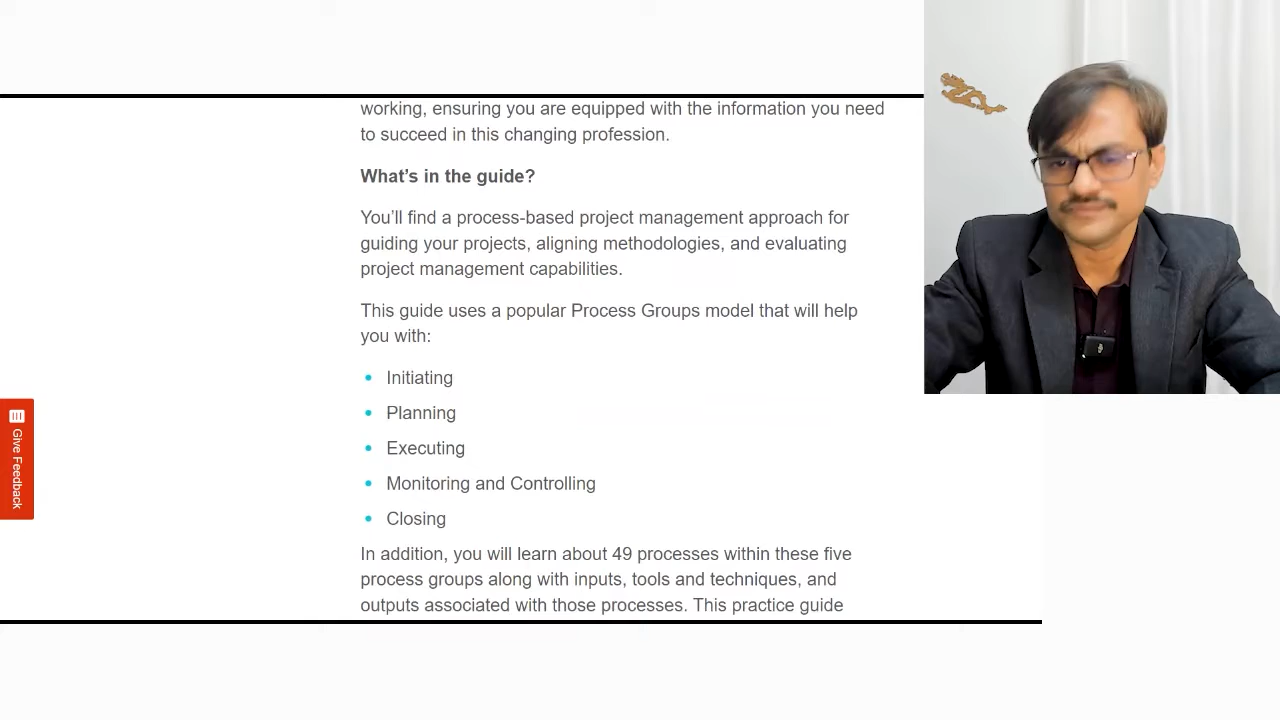 working, ensuring you are equipped with the information you need
to succeed in this changing profession.
What’s in the guide?
You’ll find a process-based project management approach for
guiding your projects, aligning methodologies, and evaluating
project management capabilities.
This guide uses a popular Process Groups model that will help
you with:
Initiating
Planning
Executing
Monitoring and Controlling
Closing
In addition, you will learn about 49 processes within these five
process groups along with inputs, tools and techniques, and
outputs associated with those processes. This practice guide
Give Feedback